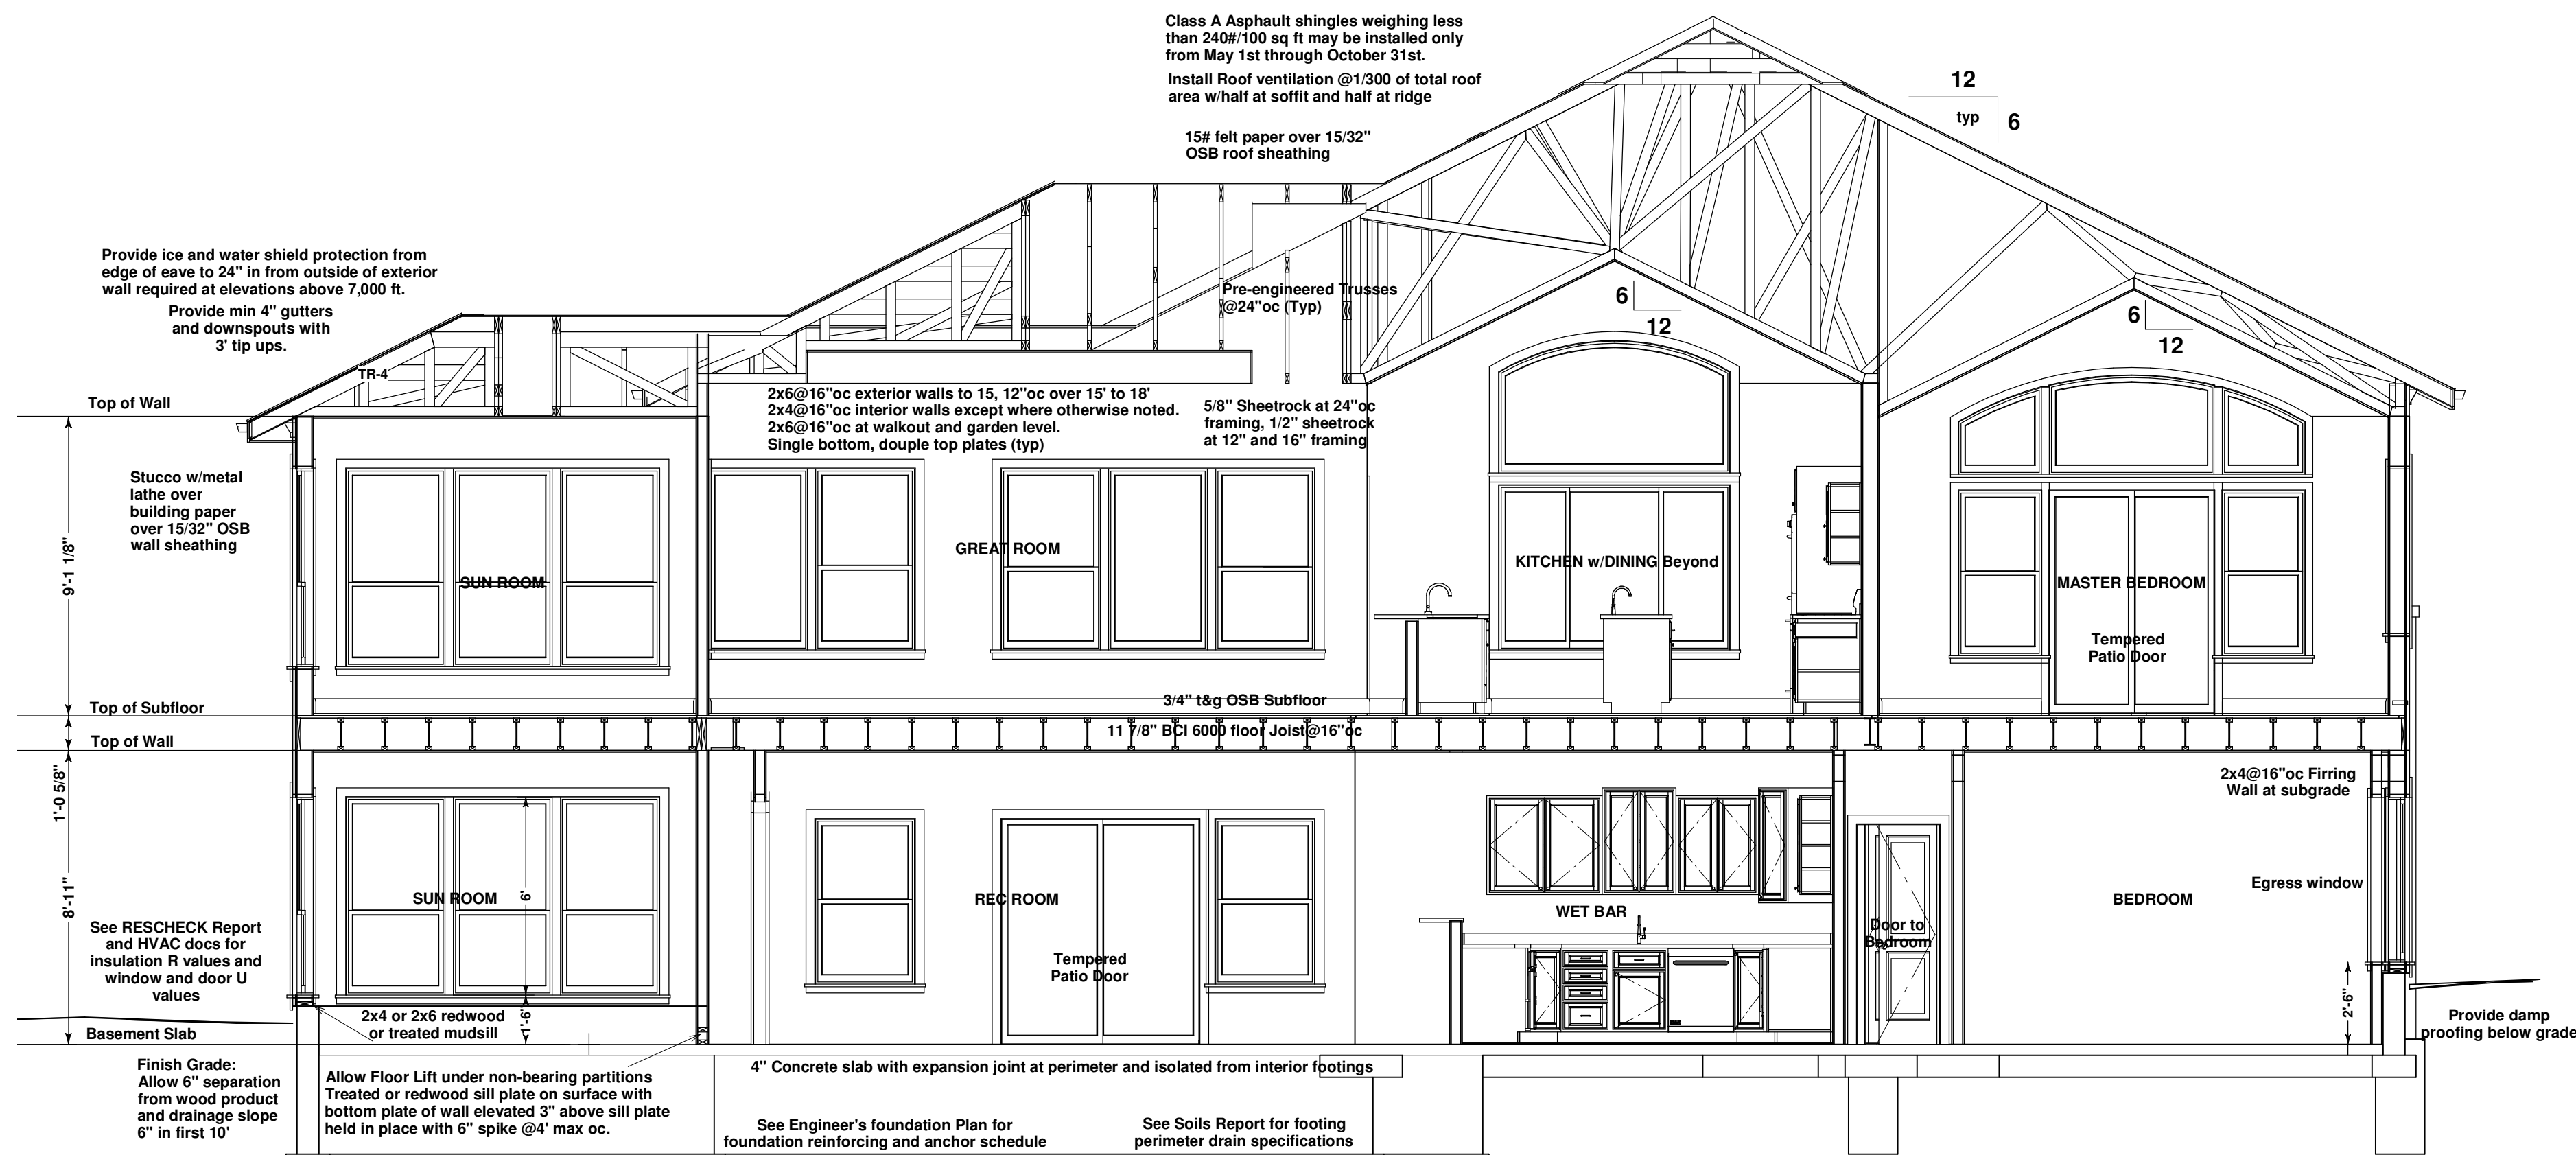 Class A Asphault shingles weighing less
than 240#/100 sq ft may be installed only
from May 1st through October 31st.
Install Roof ventilation @1/300 of total roof
area w/half at soffit and half at ridge
15# felt paper over 15/32"
OSB roof sheathing
12
typ
6
Provide ice and water shield protection from
edge of eave to 24" in from outside of exterior
wall required at elevations above 7,000 ft.
Provide min 4" gutters
and downspouts with
3' tip ups.
TR-4
Pre-engineered Trusses
@24"oc (Typ)
6
12
6
12
Top of Wall
2x6@16"oc exterior walls to 15, 12"oc over 15' to 18'
2x4@16"oc interior walls except where otherwise noted.
2x6@16"oc at walkout and garden level.
Single bottom, douple top plates (typ)
5/8" Sheetrock at 24"oc
framing, 1/2" sheetrock
at 12" and 16" framing
Stucco w/metal
lathe over
building paper
over 15/32" OSB
wall sheathing
9'-1 1/8"
SUN ROOM
GREAT ROOM
KITCHEN w/DINING Beyond
MASTER BEDROOM
Tempered
Patio Door
Top of Subfloor
3/4" t&g OSB Subfloor
Top of Wall
11 7/8" BCI 6000 floor Joist@16"oc
1'-0 5/8"
2x4@16"oc Firring
Wall at subgrade
8'-11"
SUN ROOM
6'
REC ROOM
WET BAR
Door to
Bedroom
BEDROOM
Egress window
Tempered
Patio Door
See RESCHECK Report
and HVAC docs for
insulation R values and
window and door U
values
2x4 or 2x6 redwood
or treated mudsill
1'-6"
2'-6"
Basement Slab
Provide damp
proofing below grade
Finish Grade:
Allow 6" separation
from wood product
and drainage slope
6" in first 10'
Allow Floor Lift under non-bearing partitions
Treated or redwood sill plate on surface with
bottom plate of wall elevated 3" above sill plate
held in place with 6" spike @4' max oc.
4" Concrete slab with expansion joint at perimeter and isolated from interior footings
See Engineer's foundation Plan for
foundation reinforcing and anchor schedule
See Soils Report for footing
perimeter drain specifications